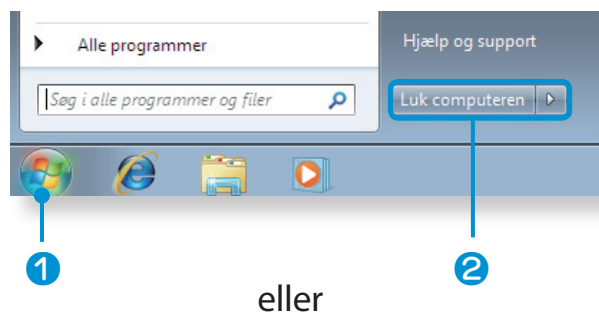 Alle programmer
Hjælp og support
Søg i alle programmer og filer
Luk computeren
1
2
eller